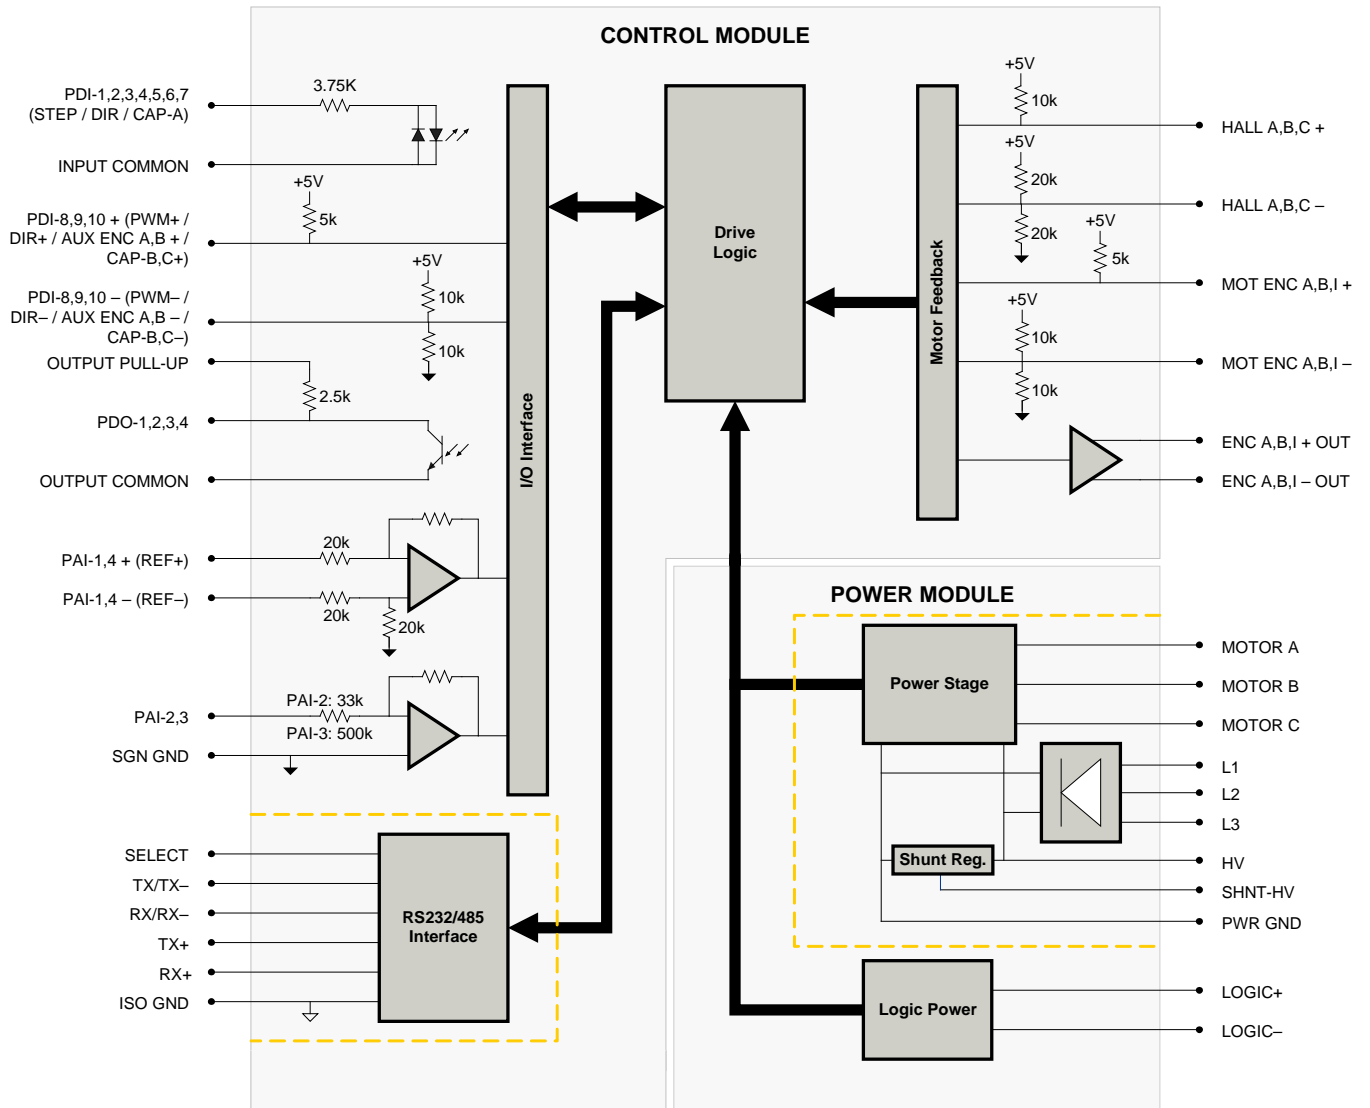 CONTROL MODULE
PDI-1,2,3,4,5,6,7
(STEP / DIR / CAP-A)
3.75K
INPUT COMMON
+5V
5k
PDI-8,9,10 + (PWM+ /
DIR+ / AUX ENC A,B + /
CAP-B,C+)
+5V
10k
10k
PDI-8,9,10 – (PWM– /
DIR– / AUX ENC A,B – /
CAP-B,C–)
OUTPUT PULL-UP
2.5k
PDO-1,2,3,4
OUTPUT COMMON
PAI-1,4 + (REF+)
20k
PAI-1,4 – (REF–)
20k
20k
PAI-2,3
PAI-2: 33k
PAI-3: 500k
SGN GND
I/O Interface
SELECT
TX/TX–
RX/RX–
TX+
RX+
ISO GND
RS232/485
Interface
Drive
Logic
Motor Feedback
+5V
10k
HALL A,B,C +
+5V
20k
HALL A,B,C –
20k
+5V
5k
MOT ENC A,B,I +
+5V
10k
MOT ENC A,B,I –
10k
ENC A,B,I + OUT
ENC A,B,I – OUT
POWER MODULE
Power Stage
MOTOR A
MOTOR B
MOTOR C
L1
L2
L3
Shunt Reg.
HV
SHNT-HV
PWR GND
Logic Power
LOGIC+
LOGIC–